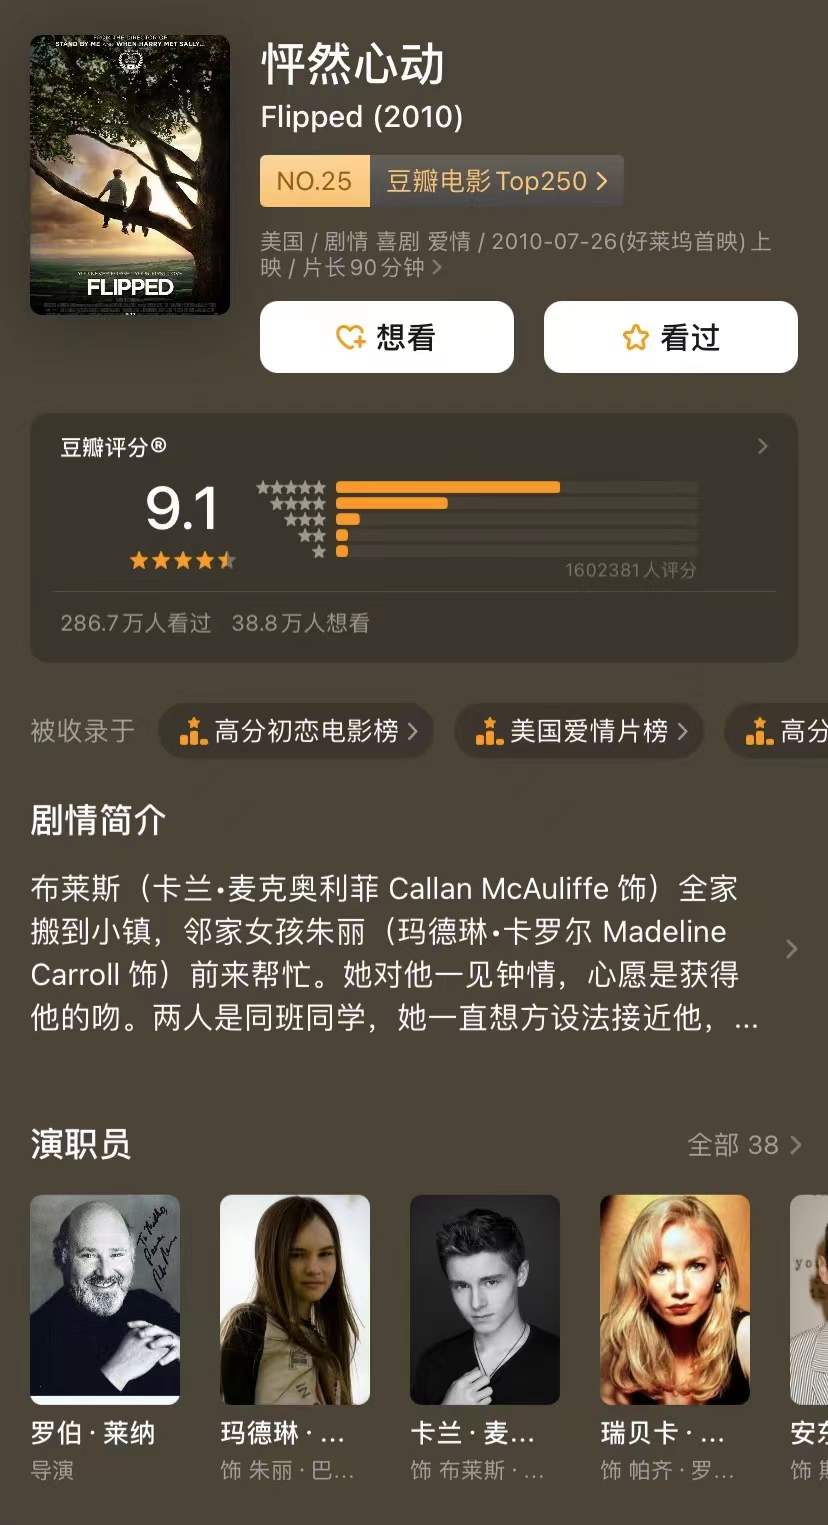 FROM THE DIRECTOR OF
STAND BY ME AND WHEN HARRY MET SALLY...
FLIPPED
怦然心动
Flipped (2010)
NO.25 豆瓣电影Top250 >
美国 / 剧情 喜剧 爱情 / 2010-07-26(好莱坞首映) 上
映 / 片长90分钟 >
想看 看过
豆瓣评分®
9.1
1602381人评分
286.7万人看过 38.8万人想看
被收录于 高分初恋电影榜 > 美国爱情片榜 > 高分
剧情简介
布莱斯（卡兰·麦克奥利菲 Callan McAuliffe 饰）全家
搬到小镇，邻家女孩朱丽（玛德琳·卡罗尔 Madeline
Carroll 饰）前来帮忙。她对他一见钟情，心愿是获得
他的吻。两人是同班同学，她一直想方设法接近他，...
演职员 全部 38 >
罗伯·莱纳 玛德琳·... 卡兰·麦... 瑞贝卡·... 安东
导演 饰 朱丽·巴... 饰 布莱斯·... 饰 帕齐·罗... 饰 斯